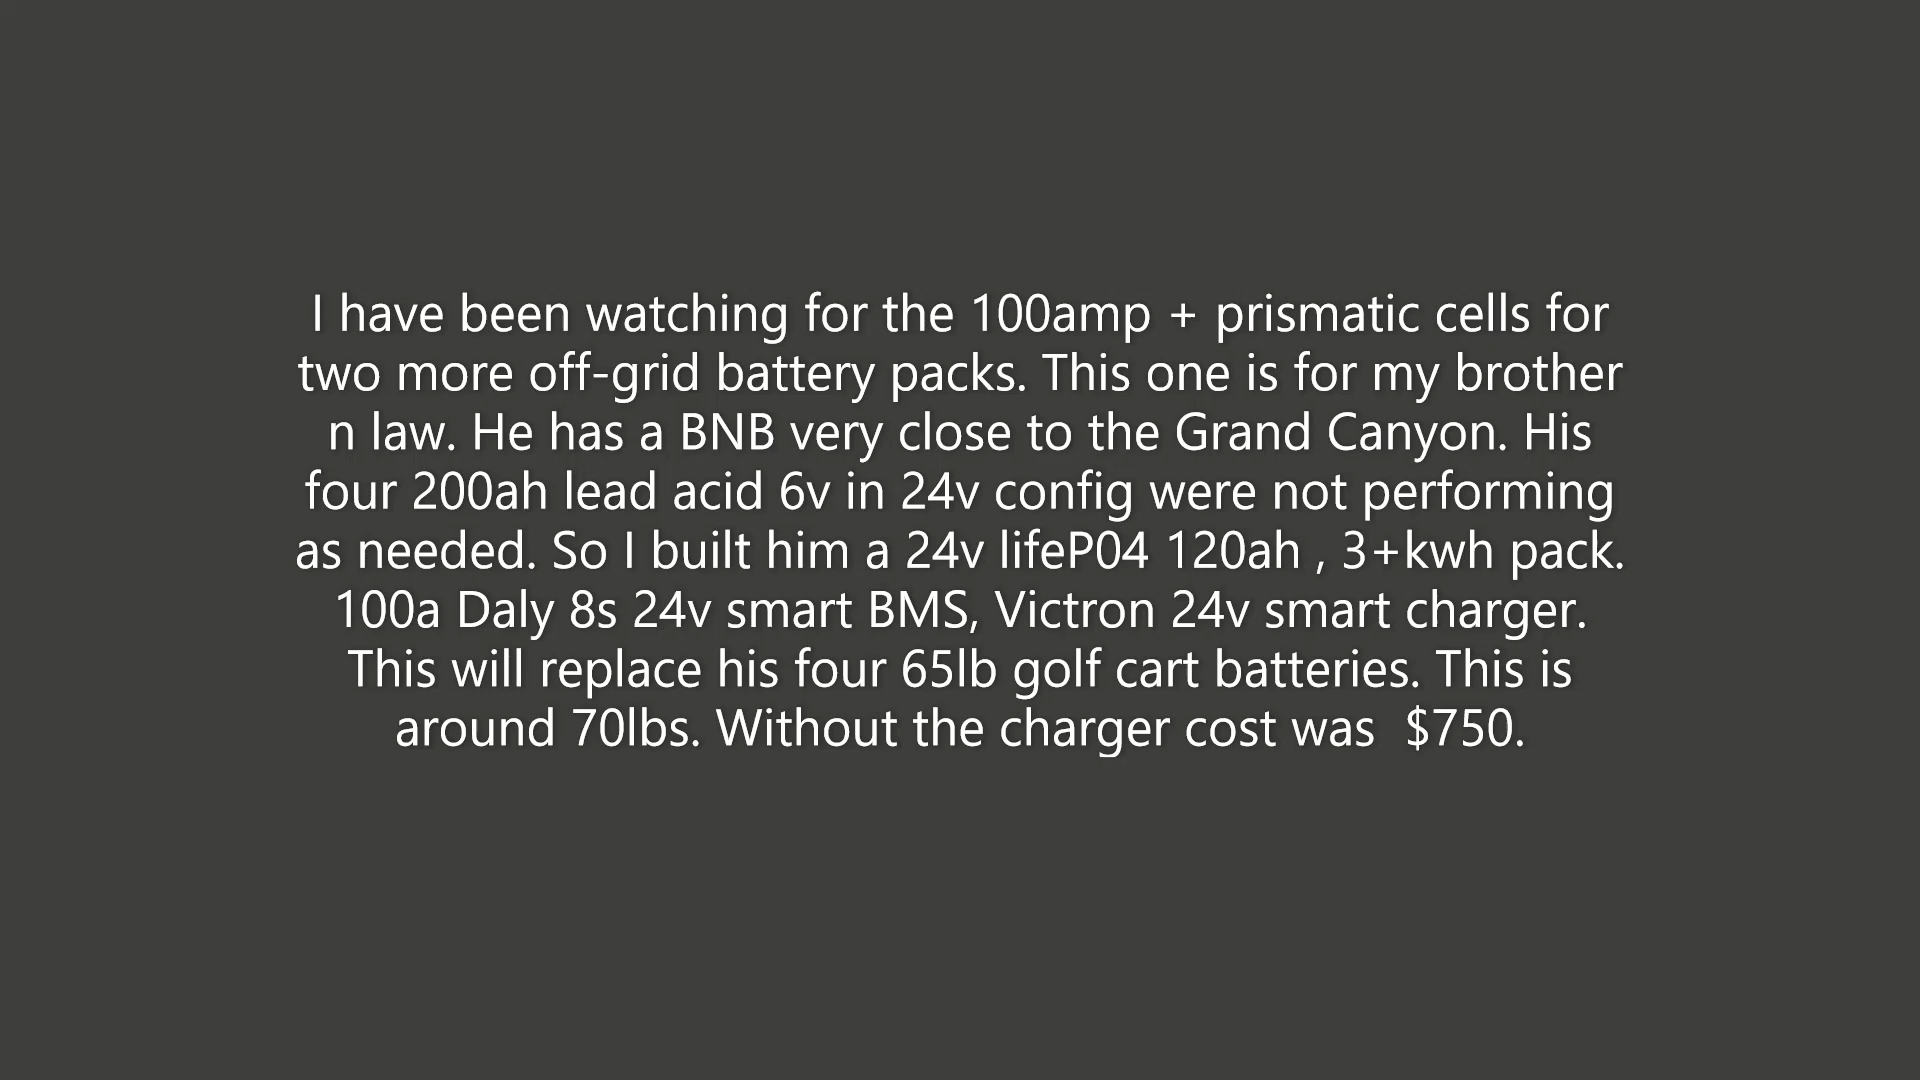 I have been watching for the 100amp + prismatic cells for
two more off-grid battery packs. This one is for my brother
n law. He has a BNB very close to the Grand Canyon. His
four 200ah lead acid 6v in 24v config were not performing
as needed. So I built him a 24v lifeP04 120ah , 3+kwh pack.
100a Daly 8s 24v smart BMS, Victron 24v smart charger.
This will replace his four 65lb golf cart batteries. This is
around 70lbs. Without the charger cost was  $750.